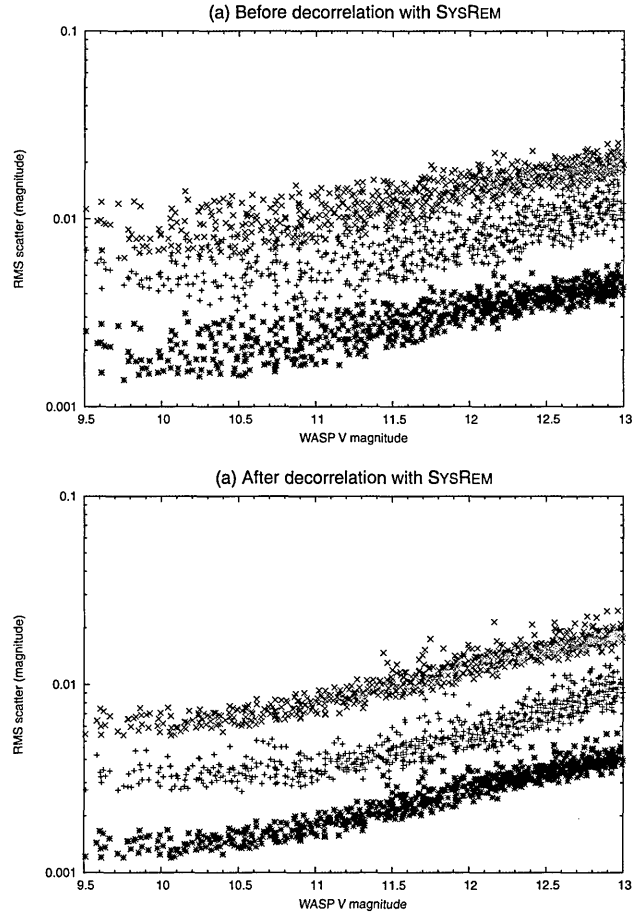 (a) Before decorrelation with SYSREM
0.1
0.01
0.001
RMS scatter (magnitude)
9.5 10 10.5 11 11.5 12 12.5 13
WASP V magnitude
(a) After decorrelation with SYSREM
0.1
0.01
0.001
RMS scatter (magnitude)
9.5 10 10.5 11 11.5 12 12.5 13
WASP V magnitude